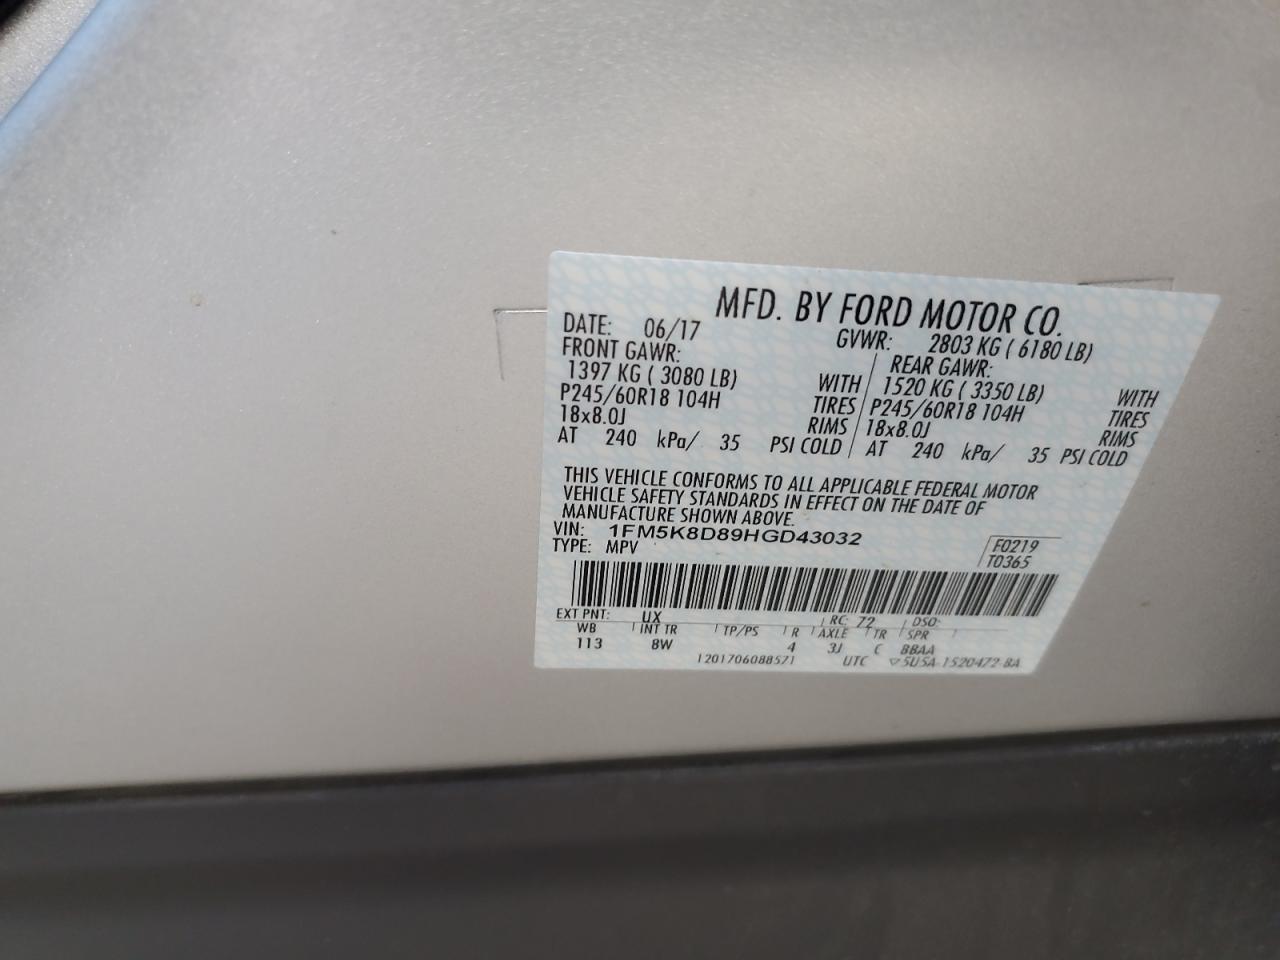 MFD. BY FORD MOTOR CO.
DATE: 06/17 GVWR: 2803 KG ( 6180 LB)
FRONT GAWR: REAR GAWR:
1397 KG ( 3080 LB) WITH 1520 KG ( 3350 LB) WITH
P245/60R18 104H TIRES P245/60R18 104H TIRES
18x8.0J RIMS 18x8.0J RIMS
AT 240 kPa/ 35 PSI COLD AT 240 kPa/ 35 PSI COLD
THIS VEHICLE CONFORMS TO ALL APPLICABLE FEDERAL MOTOR
VEHICLE SAFETY STANDARDS IN EFFECT ON THE DATE OF
MANUFACTURE SHOWN ABOVE.
VIN: 1FM5K8D89HGD43032
TYPE: MPV
F0219
T0365
EXT PNT: UX RC: 72 DSO:
WB INT TR TP/PS R AXLE TR SPR
113 8W 4 3J C BBAA
1201706088571 UTC ▽5U5A-1520472-BA